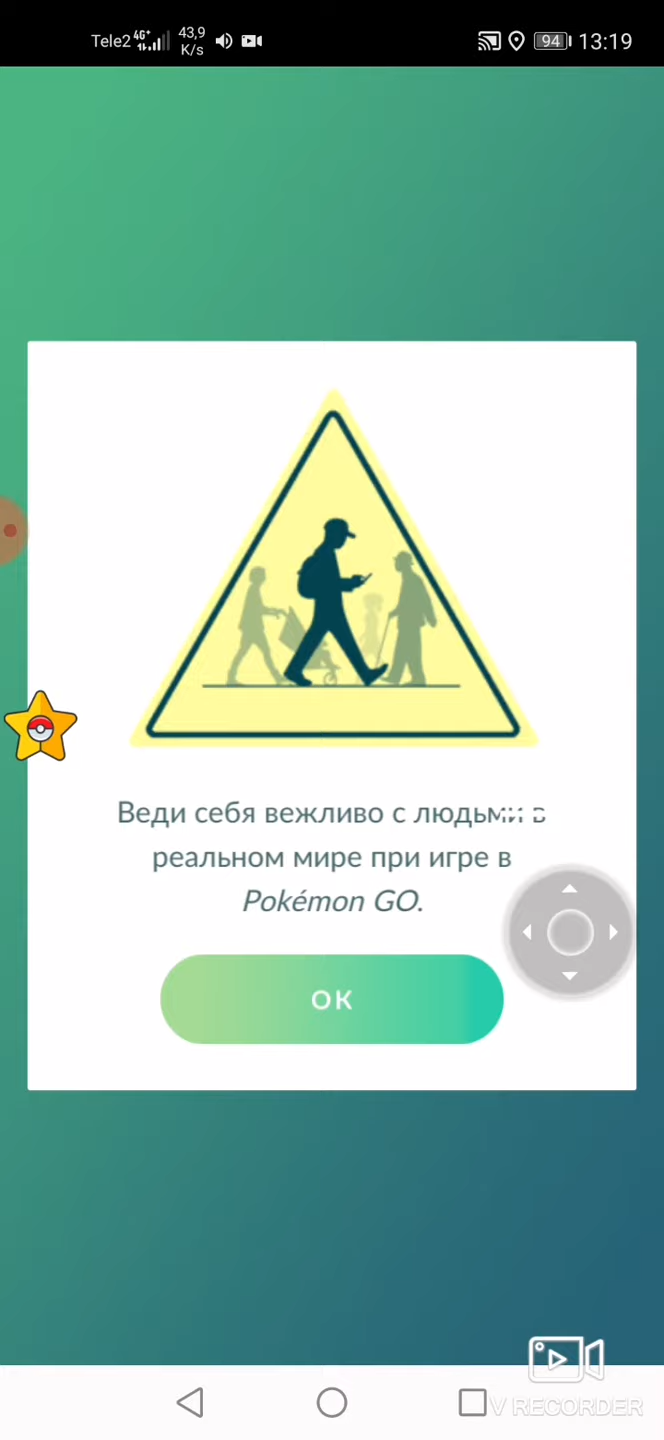 Tele2 4G+ 43,9 K/s 94 13:19
Веди себя вежливо с людьми в
реальном мире при игре в
Pokémon GO.
OK
V RECORDER